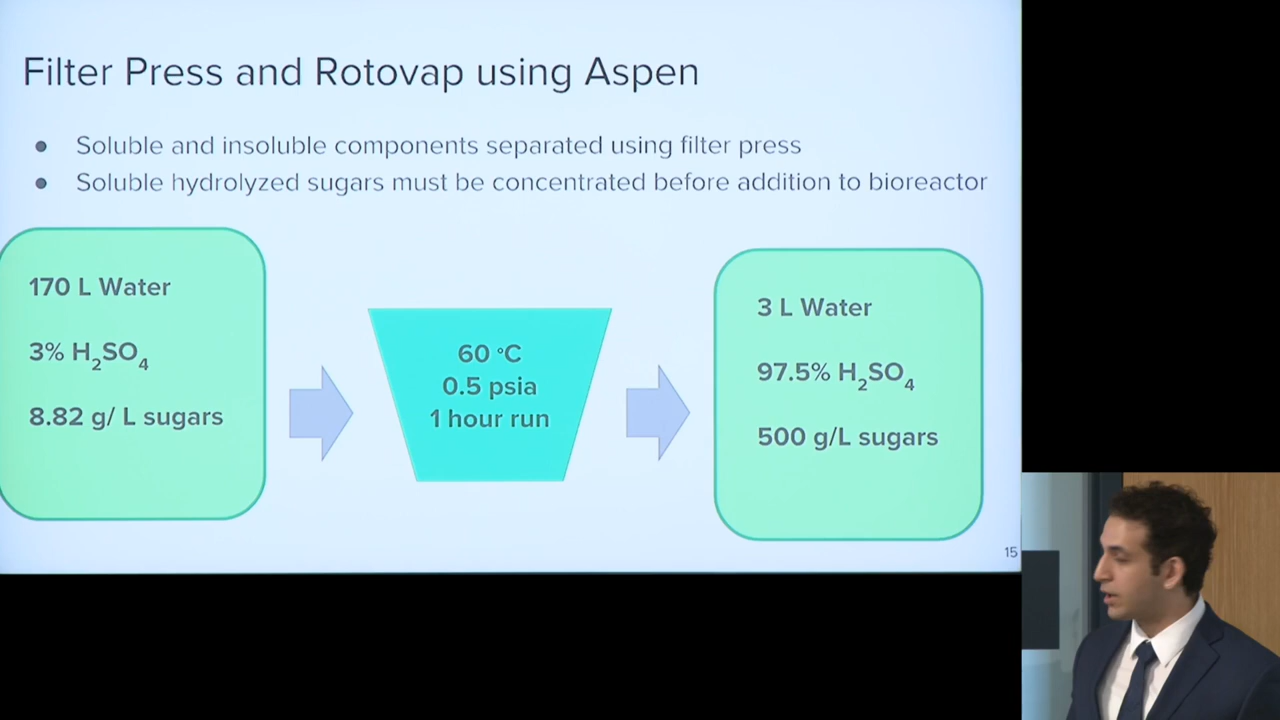 Filter Press and Rotovap using Aspen
● Soluble and insoluble components separated using filter press
● Soluble hydrolyzed sugars must be concentrated before addition to bioreactor
170 L Water
3% H₂SO₄
8.82 g/ L sugars
60 °C
0.5 psia
1 hour run
3 L Water
97.5% H₂SO₄
500 g/L sugars
15